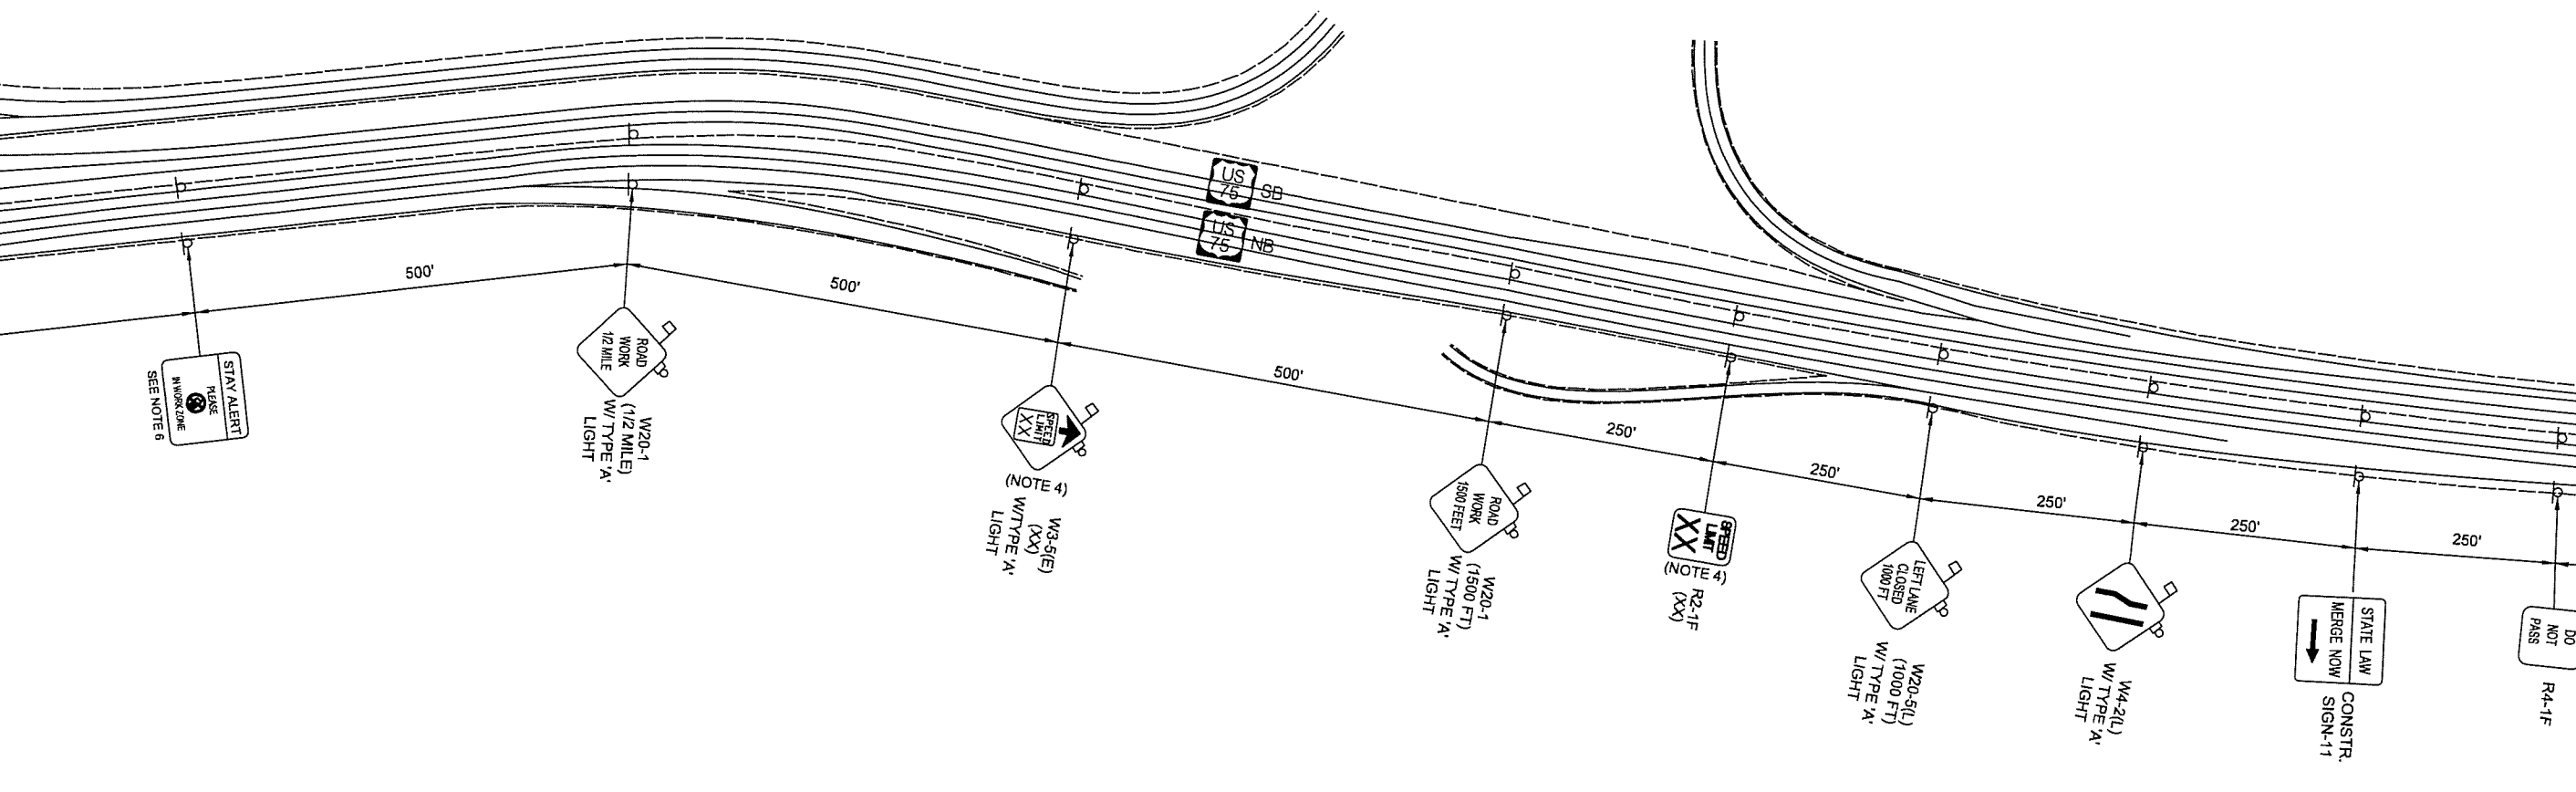 US
75
SB
US
75
NB
500'
500'
500'
250'
250'
250'
250'
250'
STAY ALERT
PLEASE
IN WORK ZONE
SEE NOTE 6
ROAD
WORK
1/2 MILE
W20-1
(1/2 MILE)
W/ TYPE 'A'
LIGHT
SPEED
LIMIT
XX
(NOTE 4)
W3-5(E)
(XX)
W/TYPE 'A'
LIGHT
ROAD
WORK
1500 FEET
W20-1
(1500 FT)
W/ TYPE 'A'
LIGHT
SPEED
LIMIT
XX
(NOTE 4)
R2-1F
(XX)
LEFT LANE
CLOSED
1000 FT
W20-5(L)
(1000 FT)
W/ TYPE 'A'
LIGHT
W4-2(L)
W/ TYPE 'A'
LIGHT
STATE LAW
MERGE NOW
CONSTR.
SIGN-11
DO
NOT
PASS
R4-1F